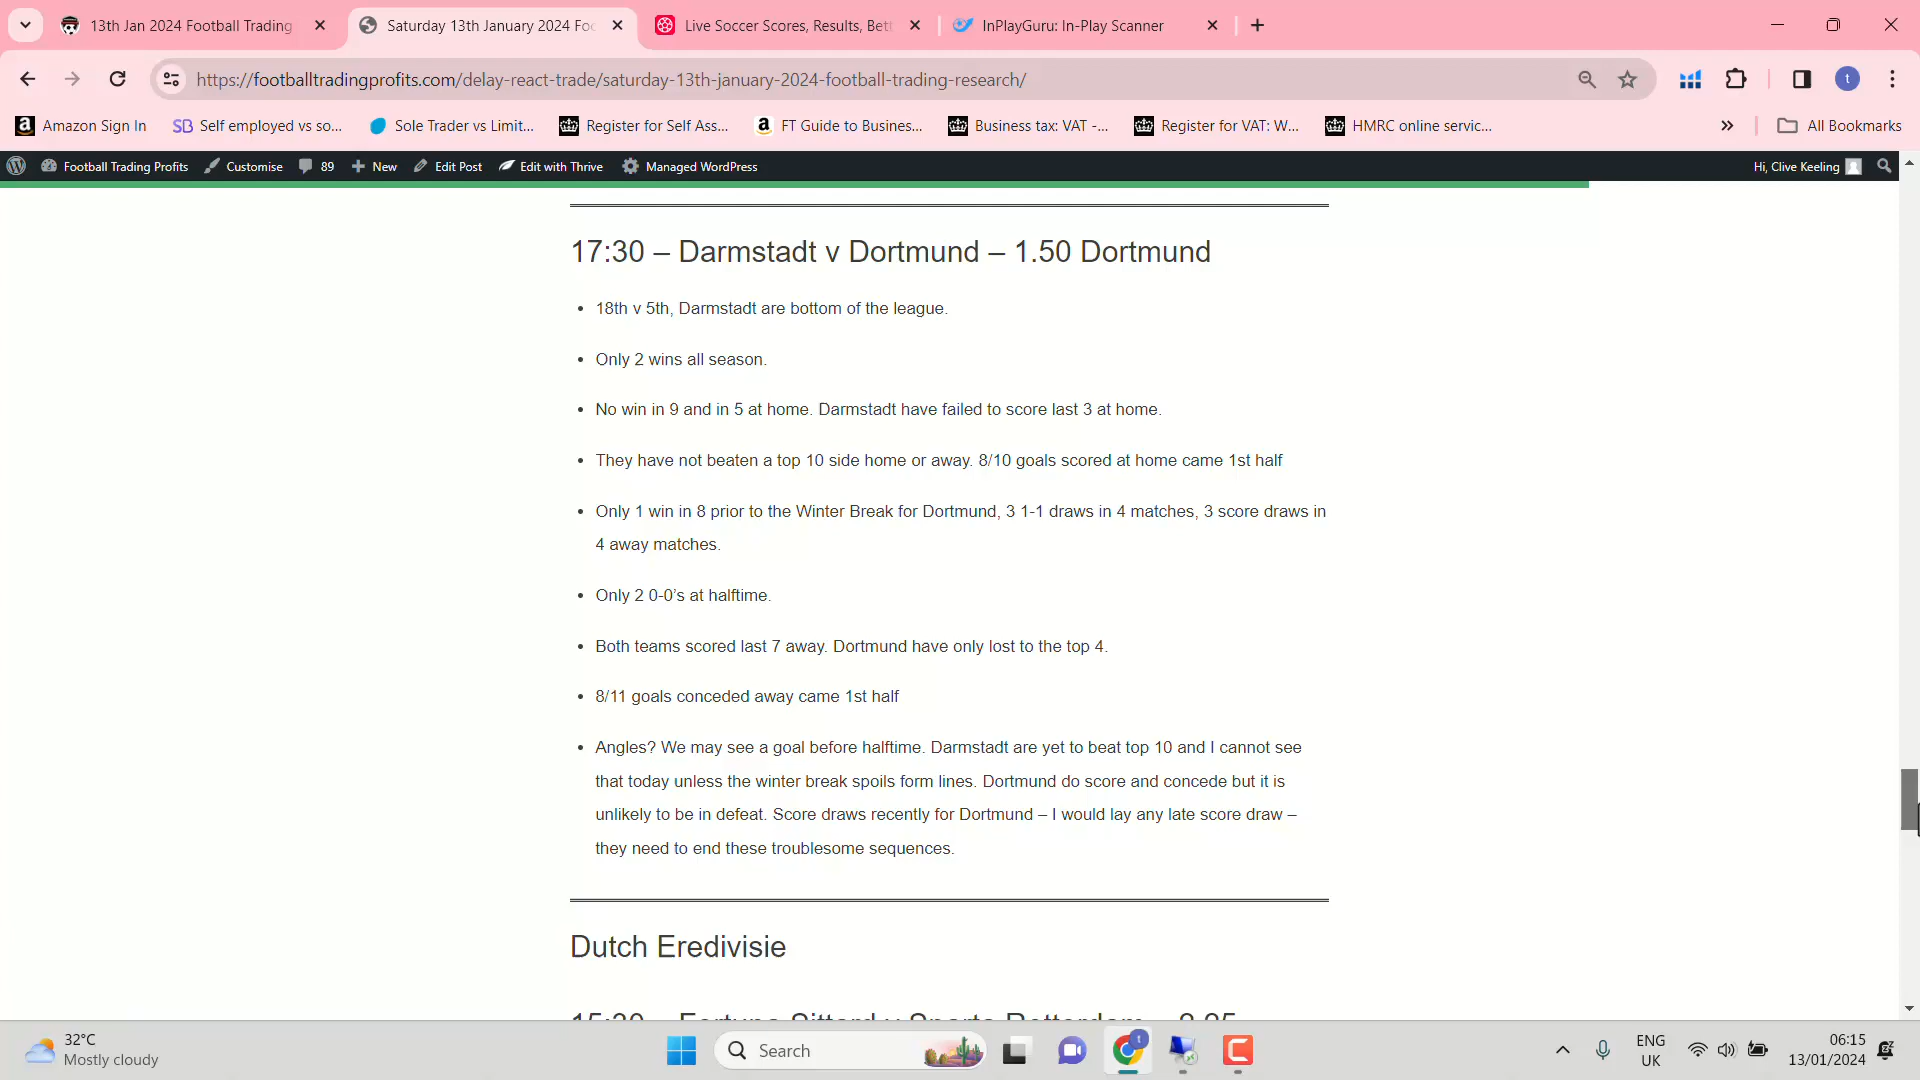 13th Jan 2024 Football Trading
Saturday 13th January 2024 Foo
Live Soccer Scores, Results, Bett
InPlayGuru: In-Play Scanner
https://footballtradingprofits.com/delay-react-trade/saturday-13th-january-2024-football-trading-research/
t
Amazon Sign In
SB Self employed vs so...
Sole Trader vs Limit...
Register for Self Ass...
FT Guide to Busines...
Business tax: VAT -...
Register for VAT: W...
HMRC online servic...
All Bookmarks
Football Trading Profits
Customise
89
New
Edit Post
Edit with Thrive
Managed WordPress
Hi, Clive Keeling
17:30 – Darmstadt v Dortmund – 1.50 Dortmund
• 18th v 5th, Darmstadt are bottom of the league.
• Only 2 wins all season.
• No win in 9 and in 5 at home. Darmstadt have failed to score last 3 at home.
• They have not beaten a top 10 side home or away. 8/10 goals scored at home came 1st half
• Only 1 win in 8 prior to the Winter Break for Dortmund, 3 1-1 draws in 4 matches, 3 score draws in
4 away matches.
• Only 2 0-0’s at halftime.
• Both teams scored last 7 away. Dortmund have only lost to the top 4.
• 8/11 goals conceded away came 1st half
• Angles? We may see a goal before halftime. Darmstadt are yet to beat top 10 and I cannot see
that today unless the winter break spoils form lines. Dortmund do score and concede but it is
unlikely to be in defeat. Score draws recently for Dortmund – I would lay any late score draw –
they need to end these troublesome sequences.
Dutch Eredivisie
15:30 – Fortuna Sittard v Sparta Rotterdam –
32°C
Mostly cloudy
Search
t
ENG
UK
06:15
13/01/2024